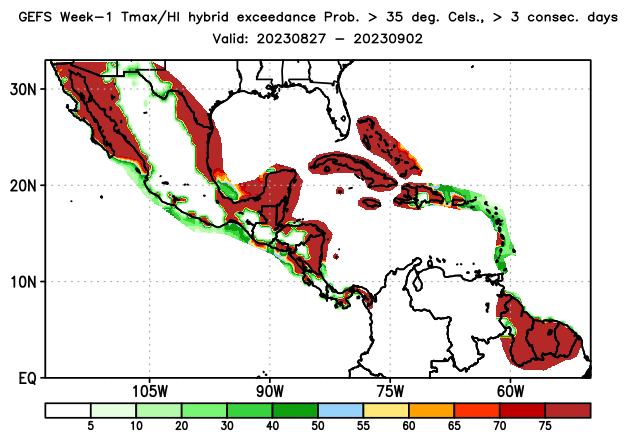 GEFS Week-1 Tmax/HI hybrid exceedance Prob. > 35 deg. Cels., > 3 consec. days
Valid: 20230827 - 20230902
30N
20N
10N
EQ
105W 90W 75W 60W
5 10 20 30 40 50 55 60 65 70 75